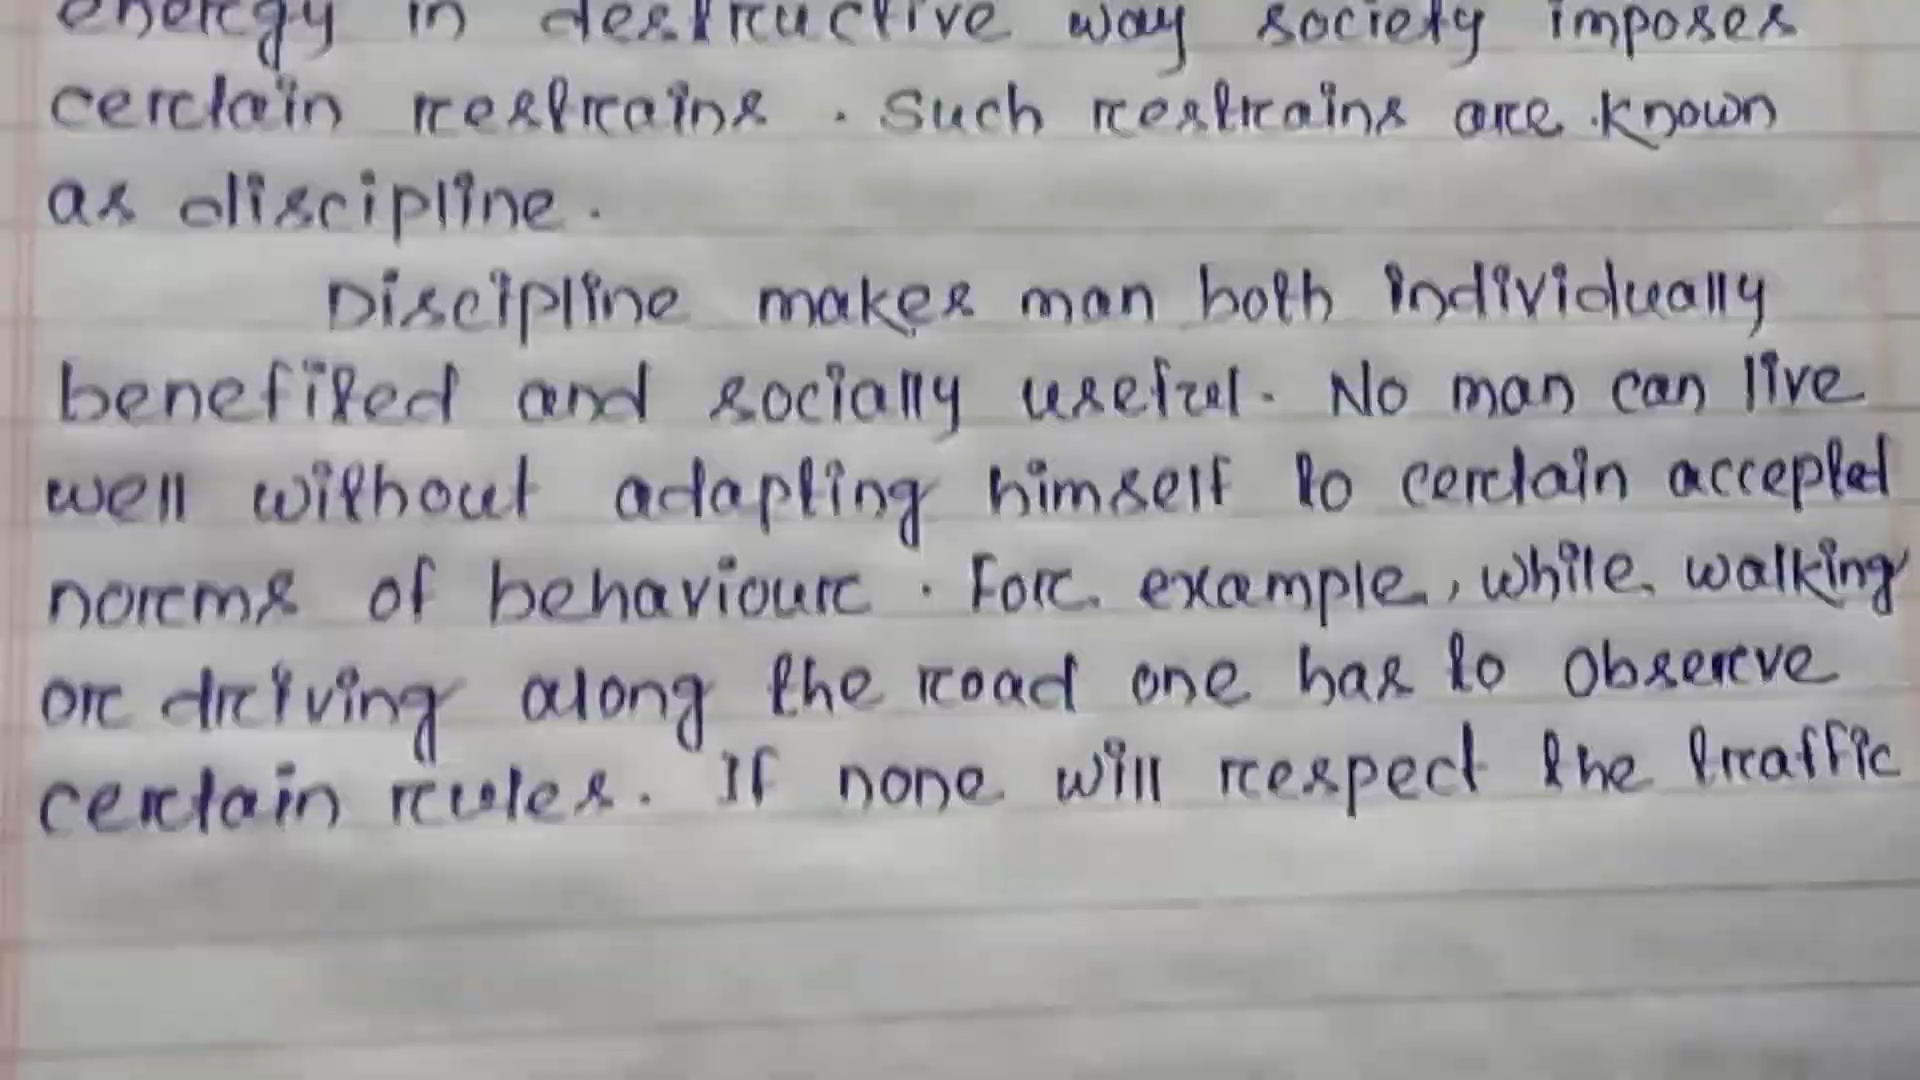 energy in destructive way society imposes
certain restrains. Such restrains are known
as discipline.
Discipline makes man both individually
benefited and socially useful. No man can live
well without adapting himself to certain accepted
norms of behaviour. For example, while walking
or driving along the road one has to observe
certain rules. If none will respect the traffic